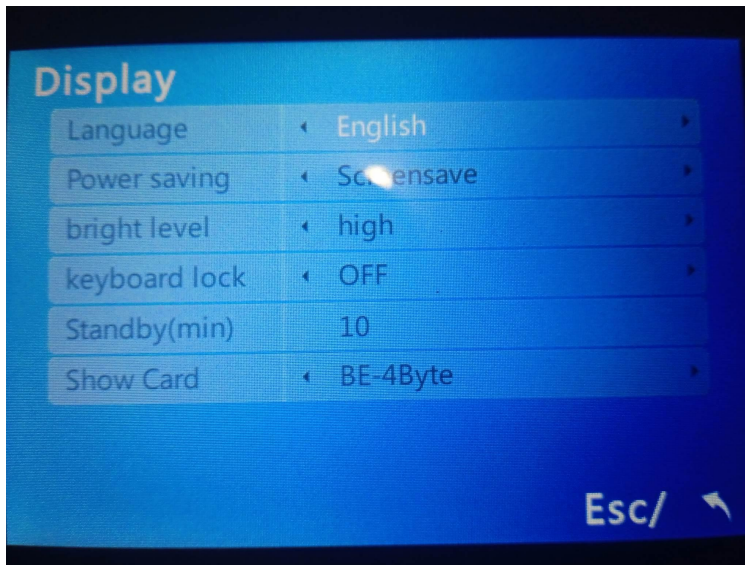 Display
Language English
Power saving Screensave
bright level high
keyboard lock OFF
Standby(min) 10
Show Card BE-4Byte
Esc/